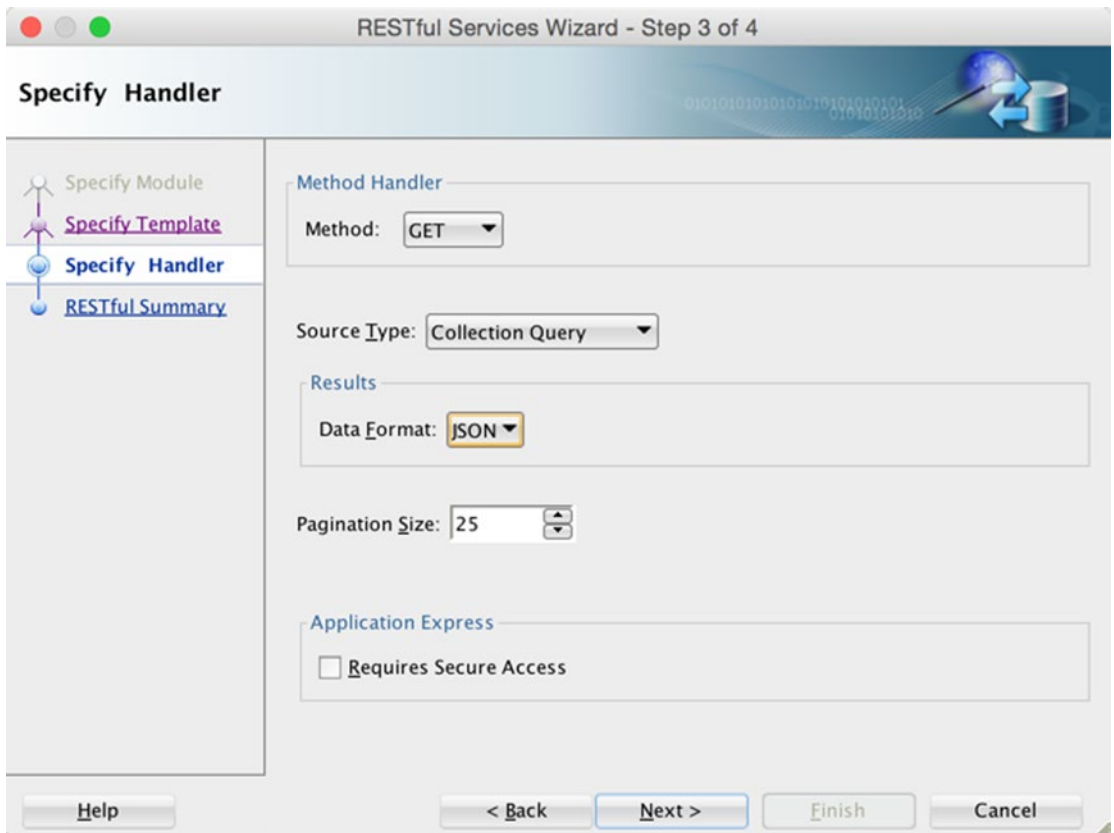 RESTful Services Wizard - Step 3 of 4
Specify Handler
Specify Module
Specify Template
Specify Handler
RESTful Summary
Method Handler
Method: GET
Source Type: Collection Query
Results
Data Format: JSON
Pagination Size: 25
Application Express
Requires Secure Access
Help
< Back
Next >
Finish
Cancel